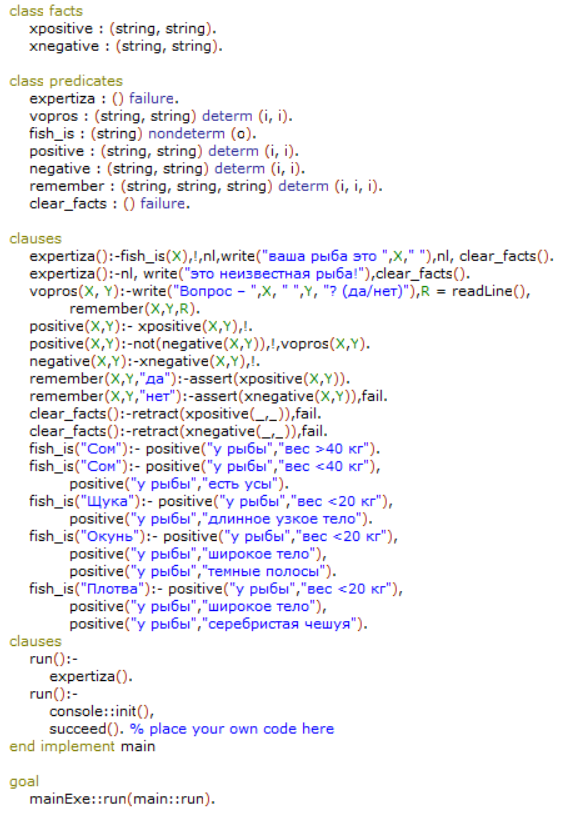 class facts
xpositive : (string, string).
xnegative : (string, string).
class predicates
expertiza : () failure.
vopros : (string, string) determ (i, i).
fish_is : (string) nondeterm (o).
positive : (string, string) determ (i, i).
negative : (string, string) determ (i, i).
remember : (string, string, string) determ (i, i, i).
clear_facts : () failure.
clauses
expertiza():-fish_is(X),!,nl,write("ваша рыба это ",X," "),nl, clear_facts().
expertiza():-nl, write("это неизвестная рыба!"),clear_facts().
vopros(X, Y):-write("Вопрос – ",X, " ",Y, "? (да/нет)"),R = readLine(),
remember(X,Y,R).
positive(X,Y):- xpositive(X,Y),!.
positive(X,Y):-not(negative(X,Y)),!,vopros(X,Y).
negative(X,Y):-xnegative(X,Y),!.
remember(X,Y,"да"):-assert(xpositive(X,Y)).
remember(X,Y,"нет"):-assert(xnegative(X,Y)),fail.
clear_facts():-retract(xpositive(_,_)),fail.
clear_facts():-retract(xnegative(_,_)),fail.
fish_is("Сом"):- positive("у рыбы","вес >40 кг").
fish_is("Сом"):- positive("у рыбы","вес <40 кг"),
positive("у рыбы","есть усы").
fish_is("Щука"):- positive("у рыбы","вес <20 кг"),
positive("у рыбы","длинное узкое тело").
fish_is("Окунь"):- positive("у рыбы","вес <20 кг"),
positive("у рыбы","широкое тело"),
positive("у рыбы","темные полосы").
fish_is("Плотва"):- positive("у рыбы","вес <20 кг"),
positive("у рыбы","широкое тело"),
positive("у рыбы","серебристая чешуя").
clauses
run():-
expertiza().
run():-
console::init(),
succeed(). % place your own code here
end implement main
goal
mainExe::run(main::run).